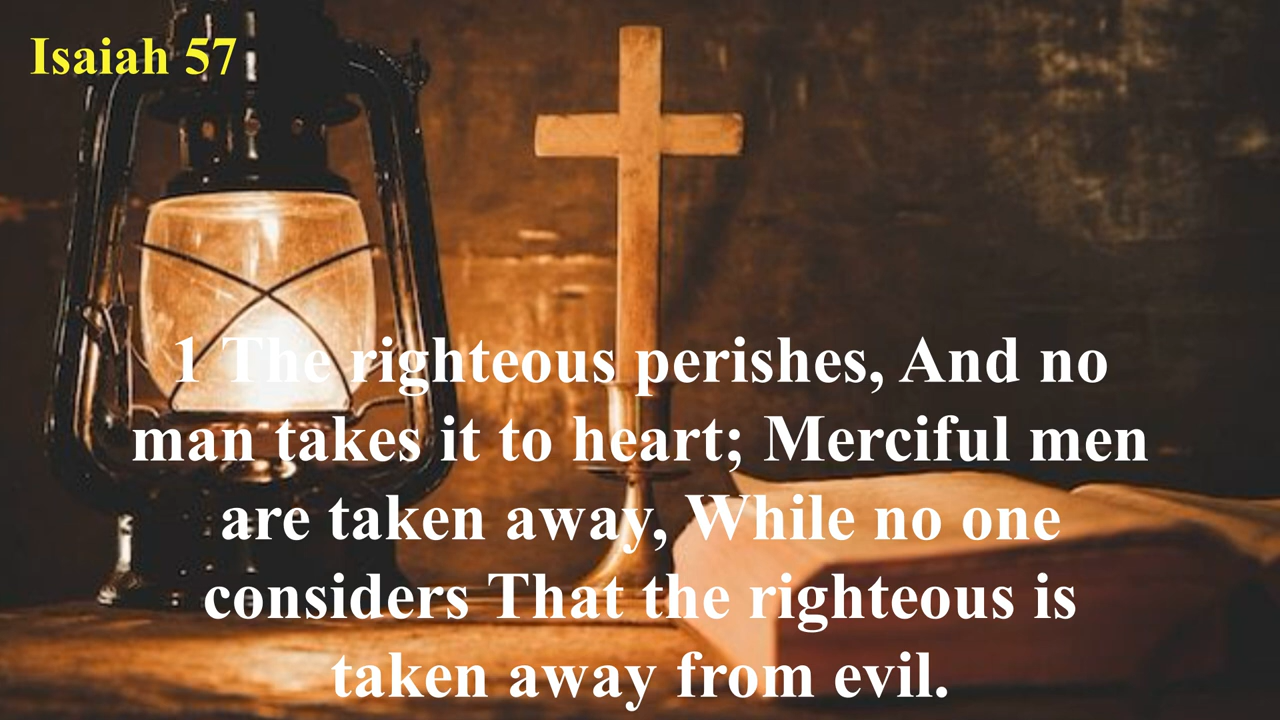 Isaiah 57
1 The righteous perishes, And no
man takes it to heart; Merciful men
are taken away, While no one
considers That the righteous is
taken away from evil.